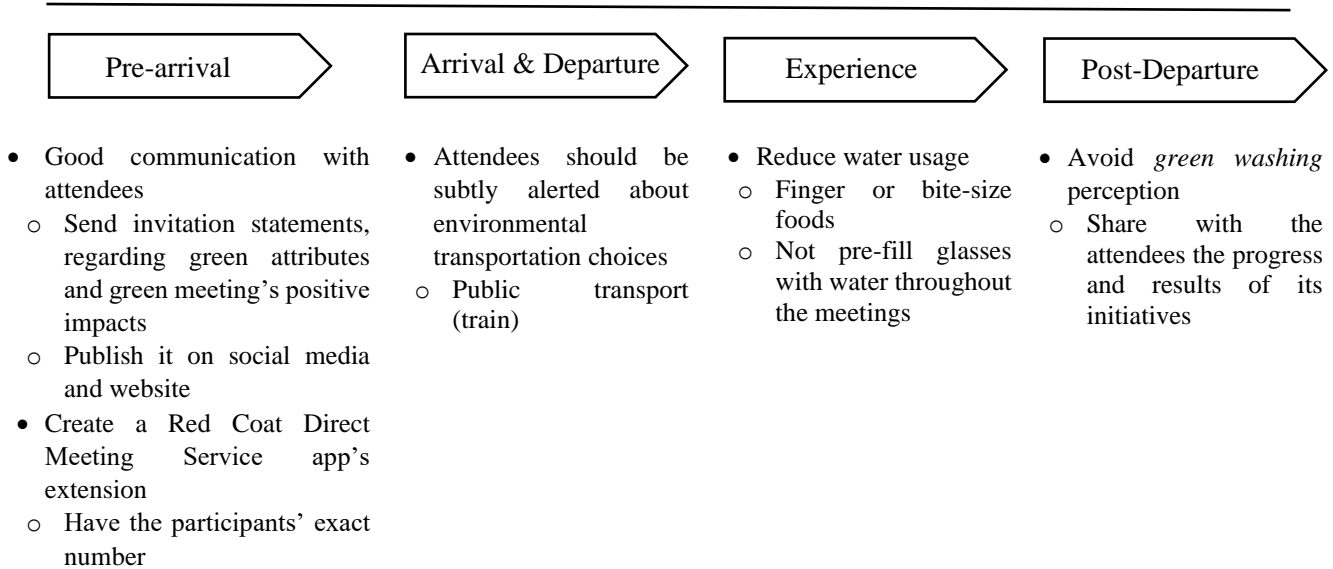 Pre-arrival
Arrival & Departure
Experience
Post-Departure
• Good communication with
attendees
o Send invitation statements,
regarding green attributes
and green meeting's positive
impacts
o Publish it on social media
and website
• Create a Red Coat Direct
Meeting Service app's
extension
o Have the participants' exact
number
• Attendees should be
subtly alerted about
environmental
transportation choices
o Public transport
(train)
• Reduce water usage
o Finger or bite-size
foods
o Not pre-fill glasses
with water throughout
the meetings
• Avoid green washing
perception
o Share with the
attendees the progress
and results of its
initiatives